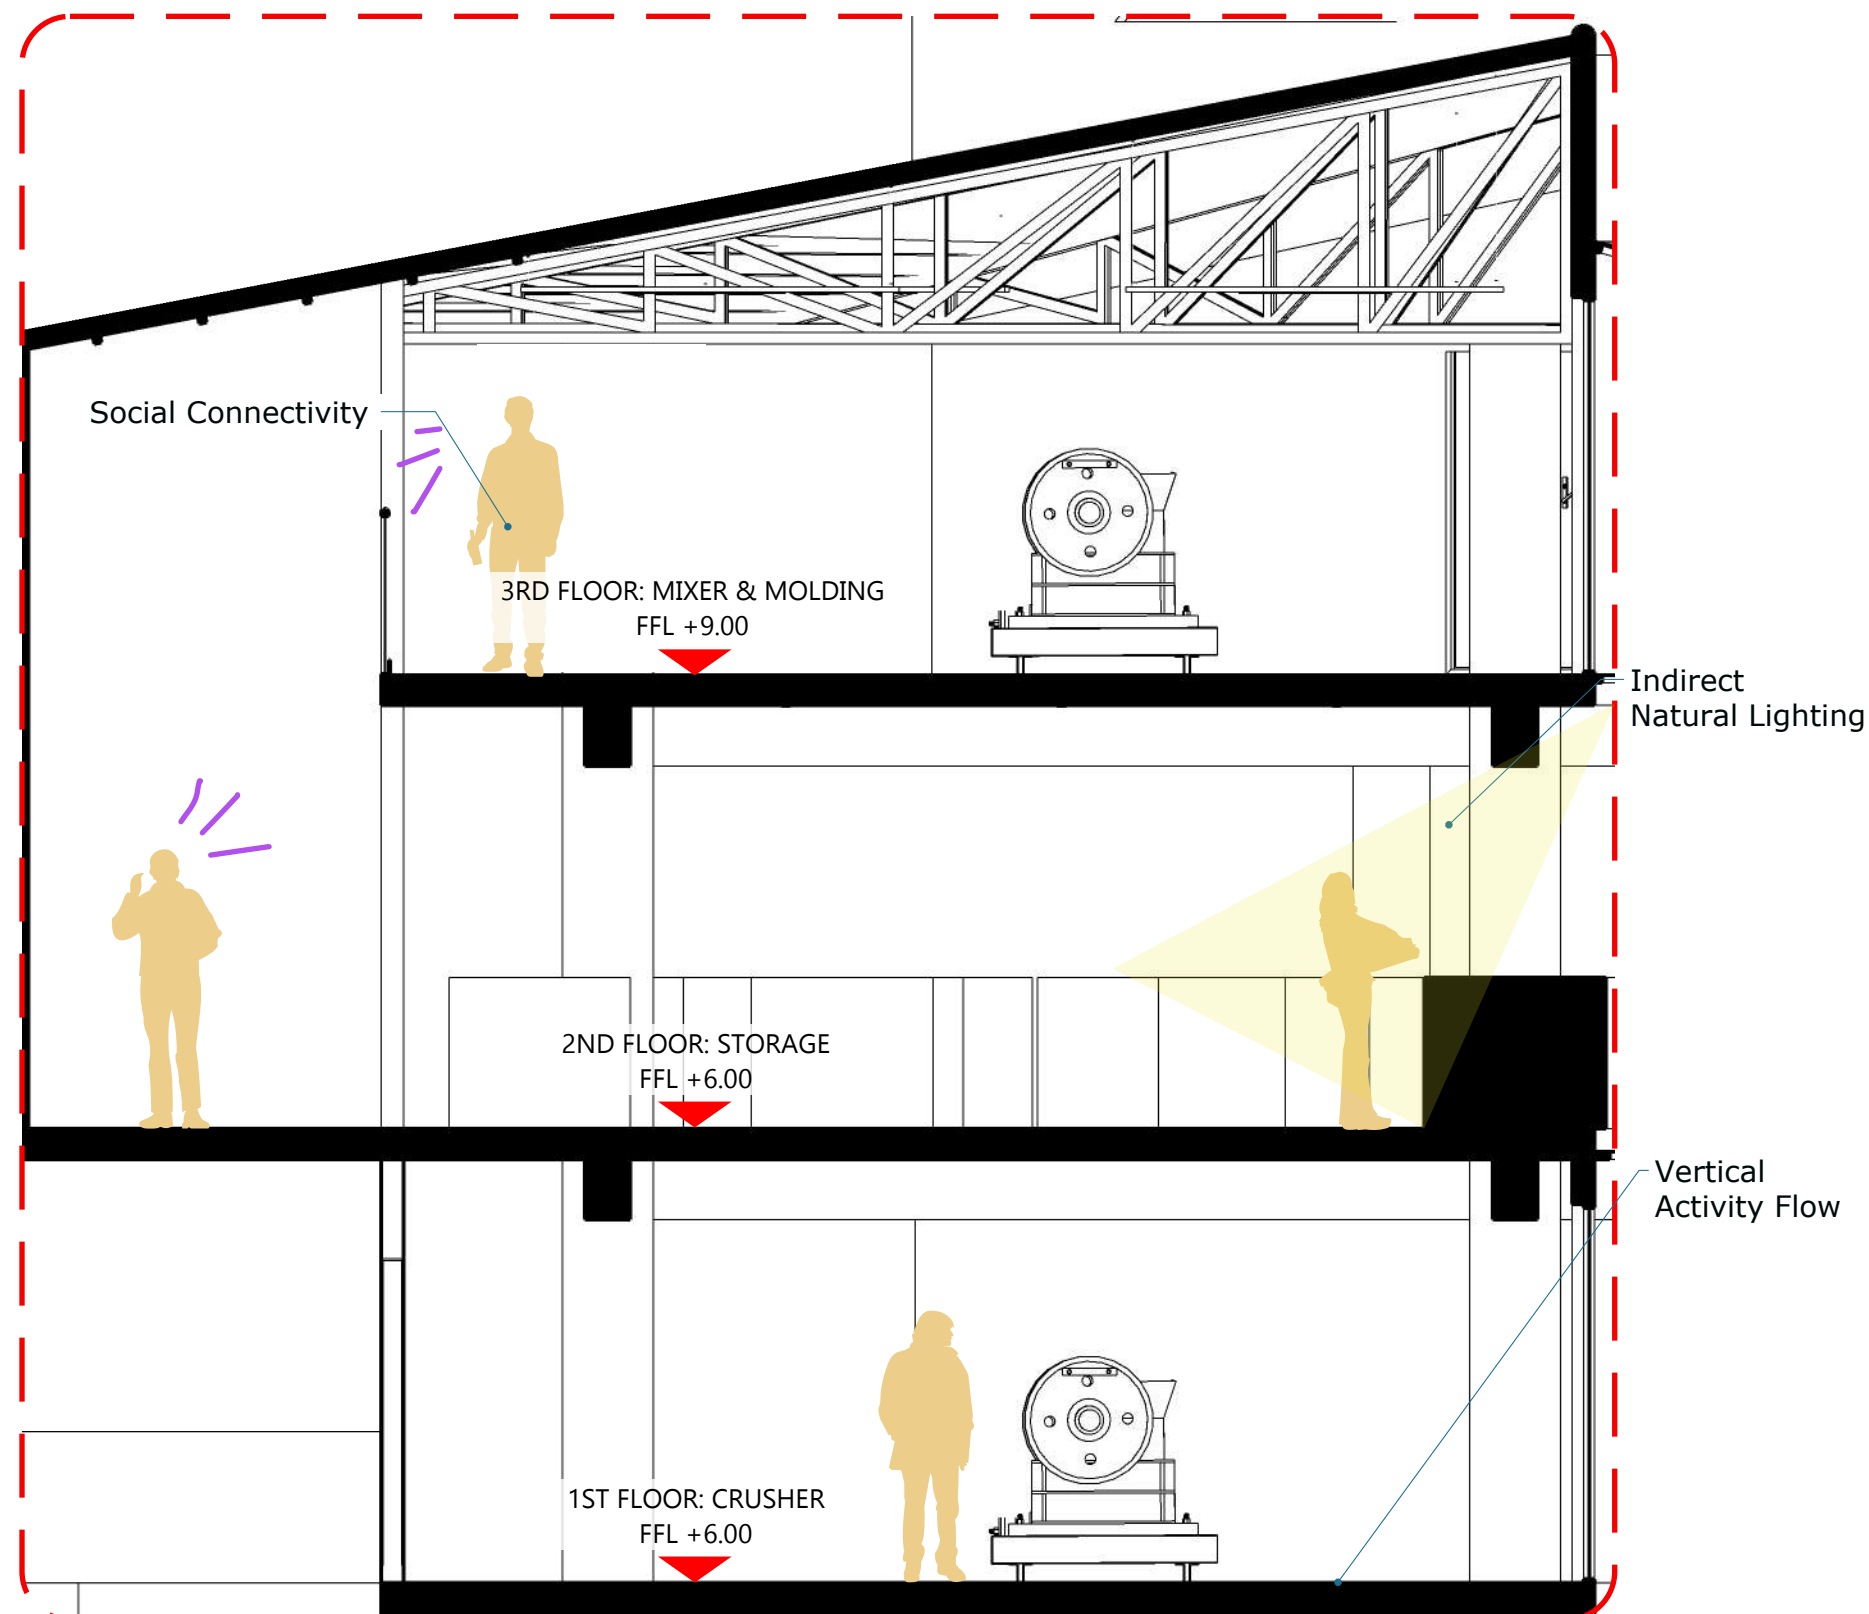 Social Connectivity
3RD FLOOR: MIXER & MOLDING
FFL +9.00
Indirect
Natural Lighting
2ND FLOOR: STORAGE
FFL +6.00
Vertical
Activity Flow
1ST FLOOR: CRUSHER
FFL +6.00